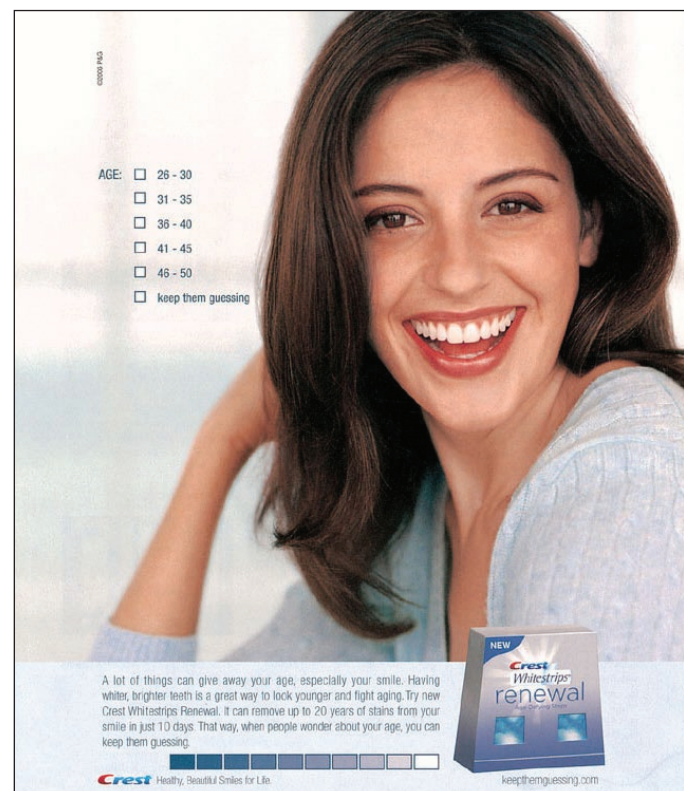 ©2005 P&G
AGE: 26 - 30
31 - 35
36 - 40
41 - 45
46 - 50
keep them guessing
A lot of things can give away your age, especially your smile. Having
whiter, brighter teeth is a great way to look younger and fight aging. Try new
Crest Whitestrips Renewal. It can remove up to 20 years of stains from your
smile in just 10 days. That way, when people wonder about your age, you can
keep them guessing.
Crest Healthy, Beautiful Smiles for Life.
NEW
Crest
Whitestrips
renewal
keepthemguessing.com